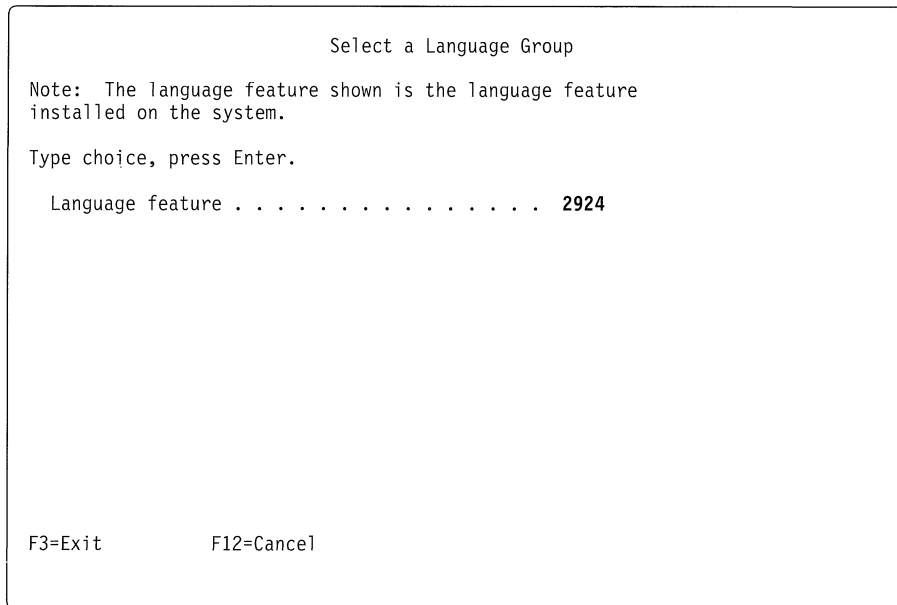 Select a Language Group
Note:  The language feature shown is the language feature
installed on the system.
Type choice, press Enter.
Language feature . . . . . . . . . . . . . . . 2924
F3=Exit          F12=Cancel